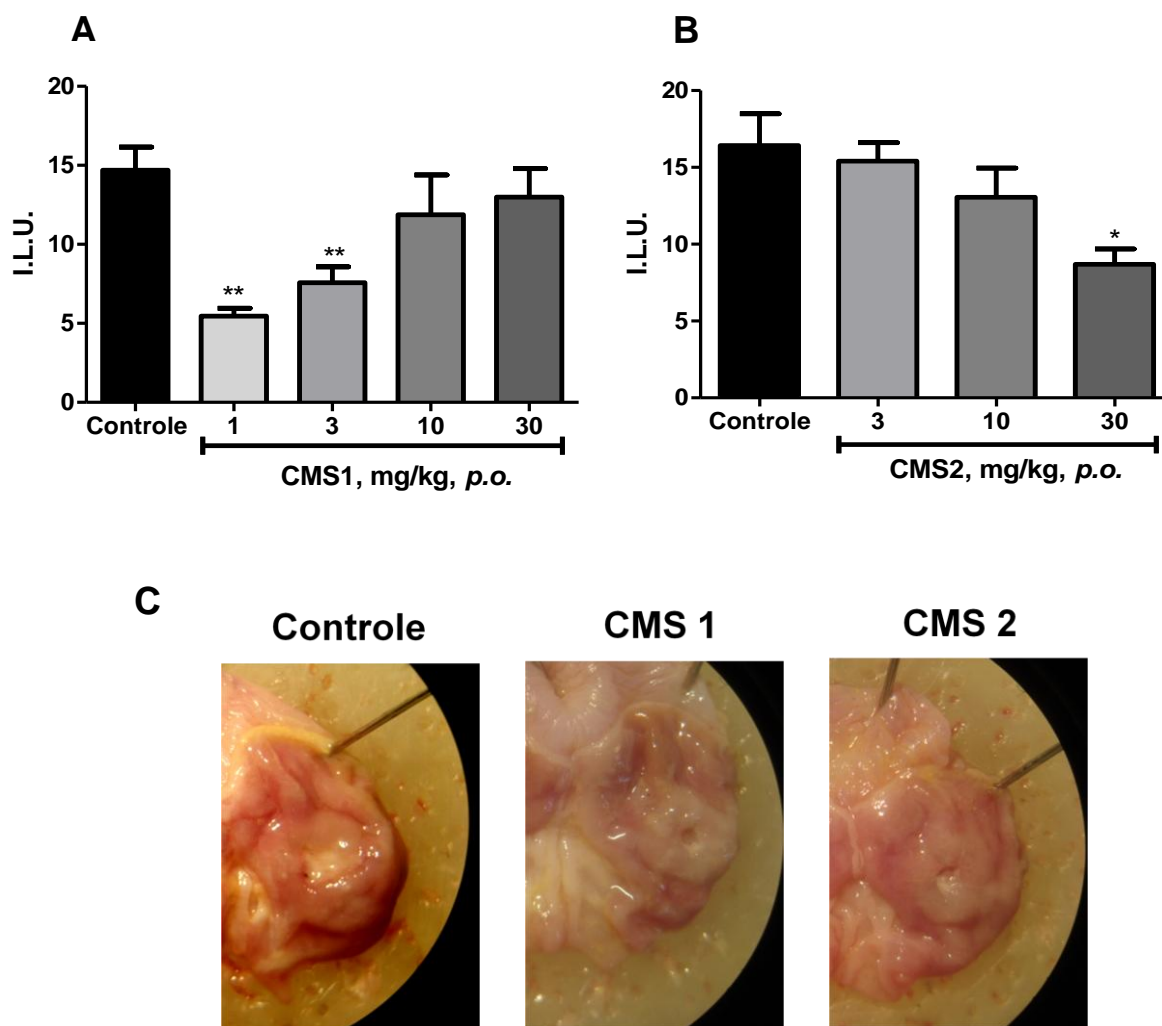 A
20
15
10
5
0
I.L.U.
**
**
Controle 1 3 10 30
CMS1, mg/kg, p.o.
B
20
15
10
5
0
I.L.U.
*
Controle 3 10 30
CMS2, mg/kg, p.o.
C
Controle CMS 1 CMS 2